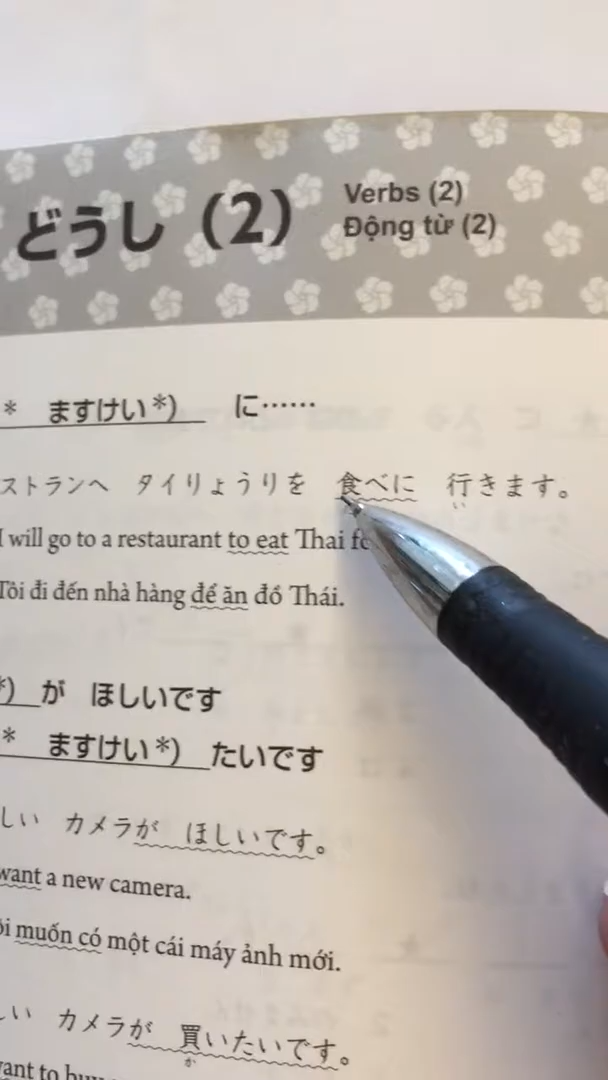 どうし（2）
Verbs (2)
Động từ (2)
* ますけい*) に……
ストランへ タイりょうりを 食べに 行きます。
い
I will go to a restaurant to eat Thai
Tôi đi đến nhà hàng để ăn đồ Thái.
*) が ほしいです
* ますけい*) たいです
しい カメラが ほしいです。
want a new camera.
ôi muốn có một cái máy ảnh mới.
しい カメラが 買いたいです。
か
want to buy